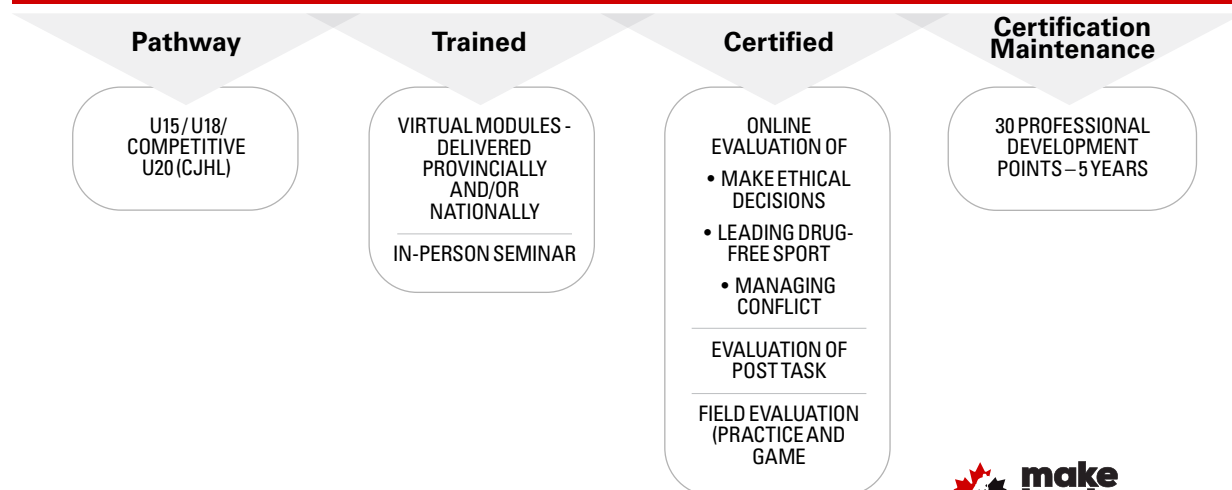 Pathway
Trained
Certified
Certification
Maintenance
U15 / U18/
COMPETITIVE
U20 (CJHL)
VIRTUAL MODULES -
DELIVERED
PROVINCIALLY
AND/OR
NATIONALLY
IN-PERSON SEMINAR
ONLINE
EVALUATION OF
• MAKE ETHICAL
DECISIONS
• LEADING DRUG-
FREE SPORT
• MANAGING
CONFLICT
EVALUATION OF
POST TASK
FIELD EVALUATION
(PRACTICE AND
GAME
30 PROFESSIONAL
DEVELOPMENT
POINTS – 5 YEARS
make